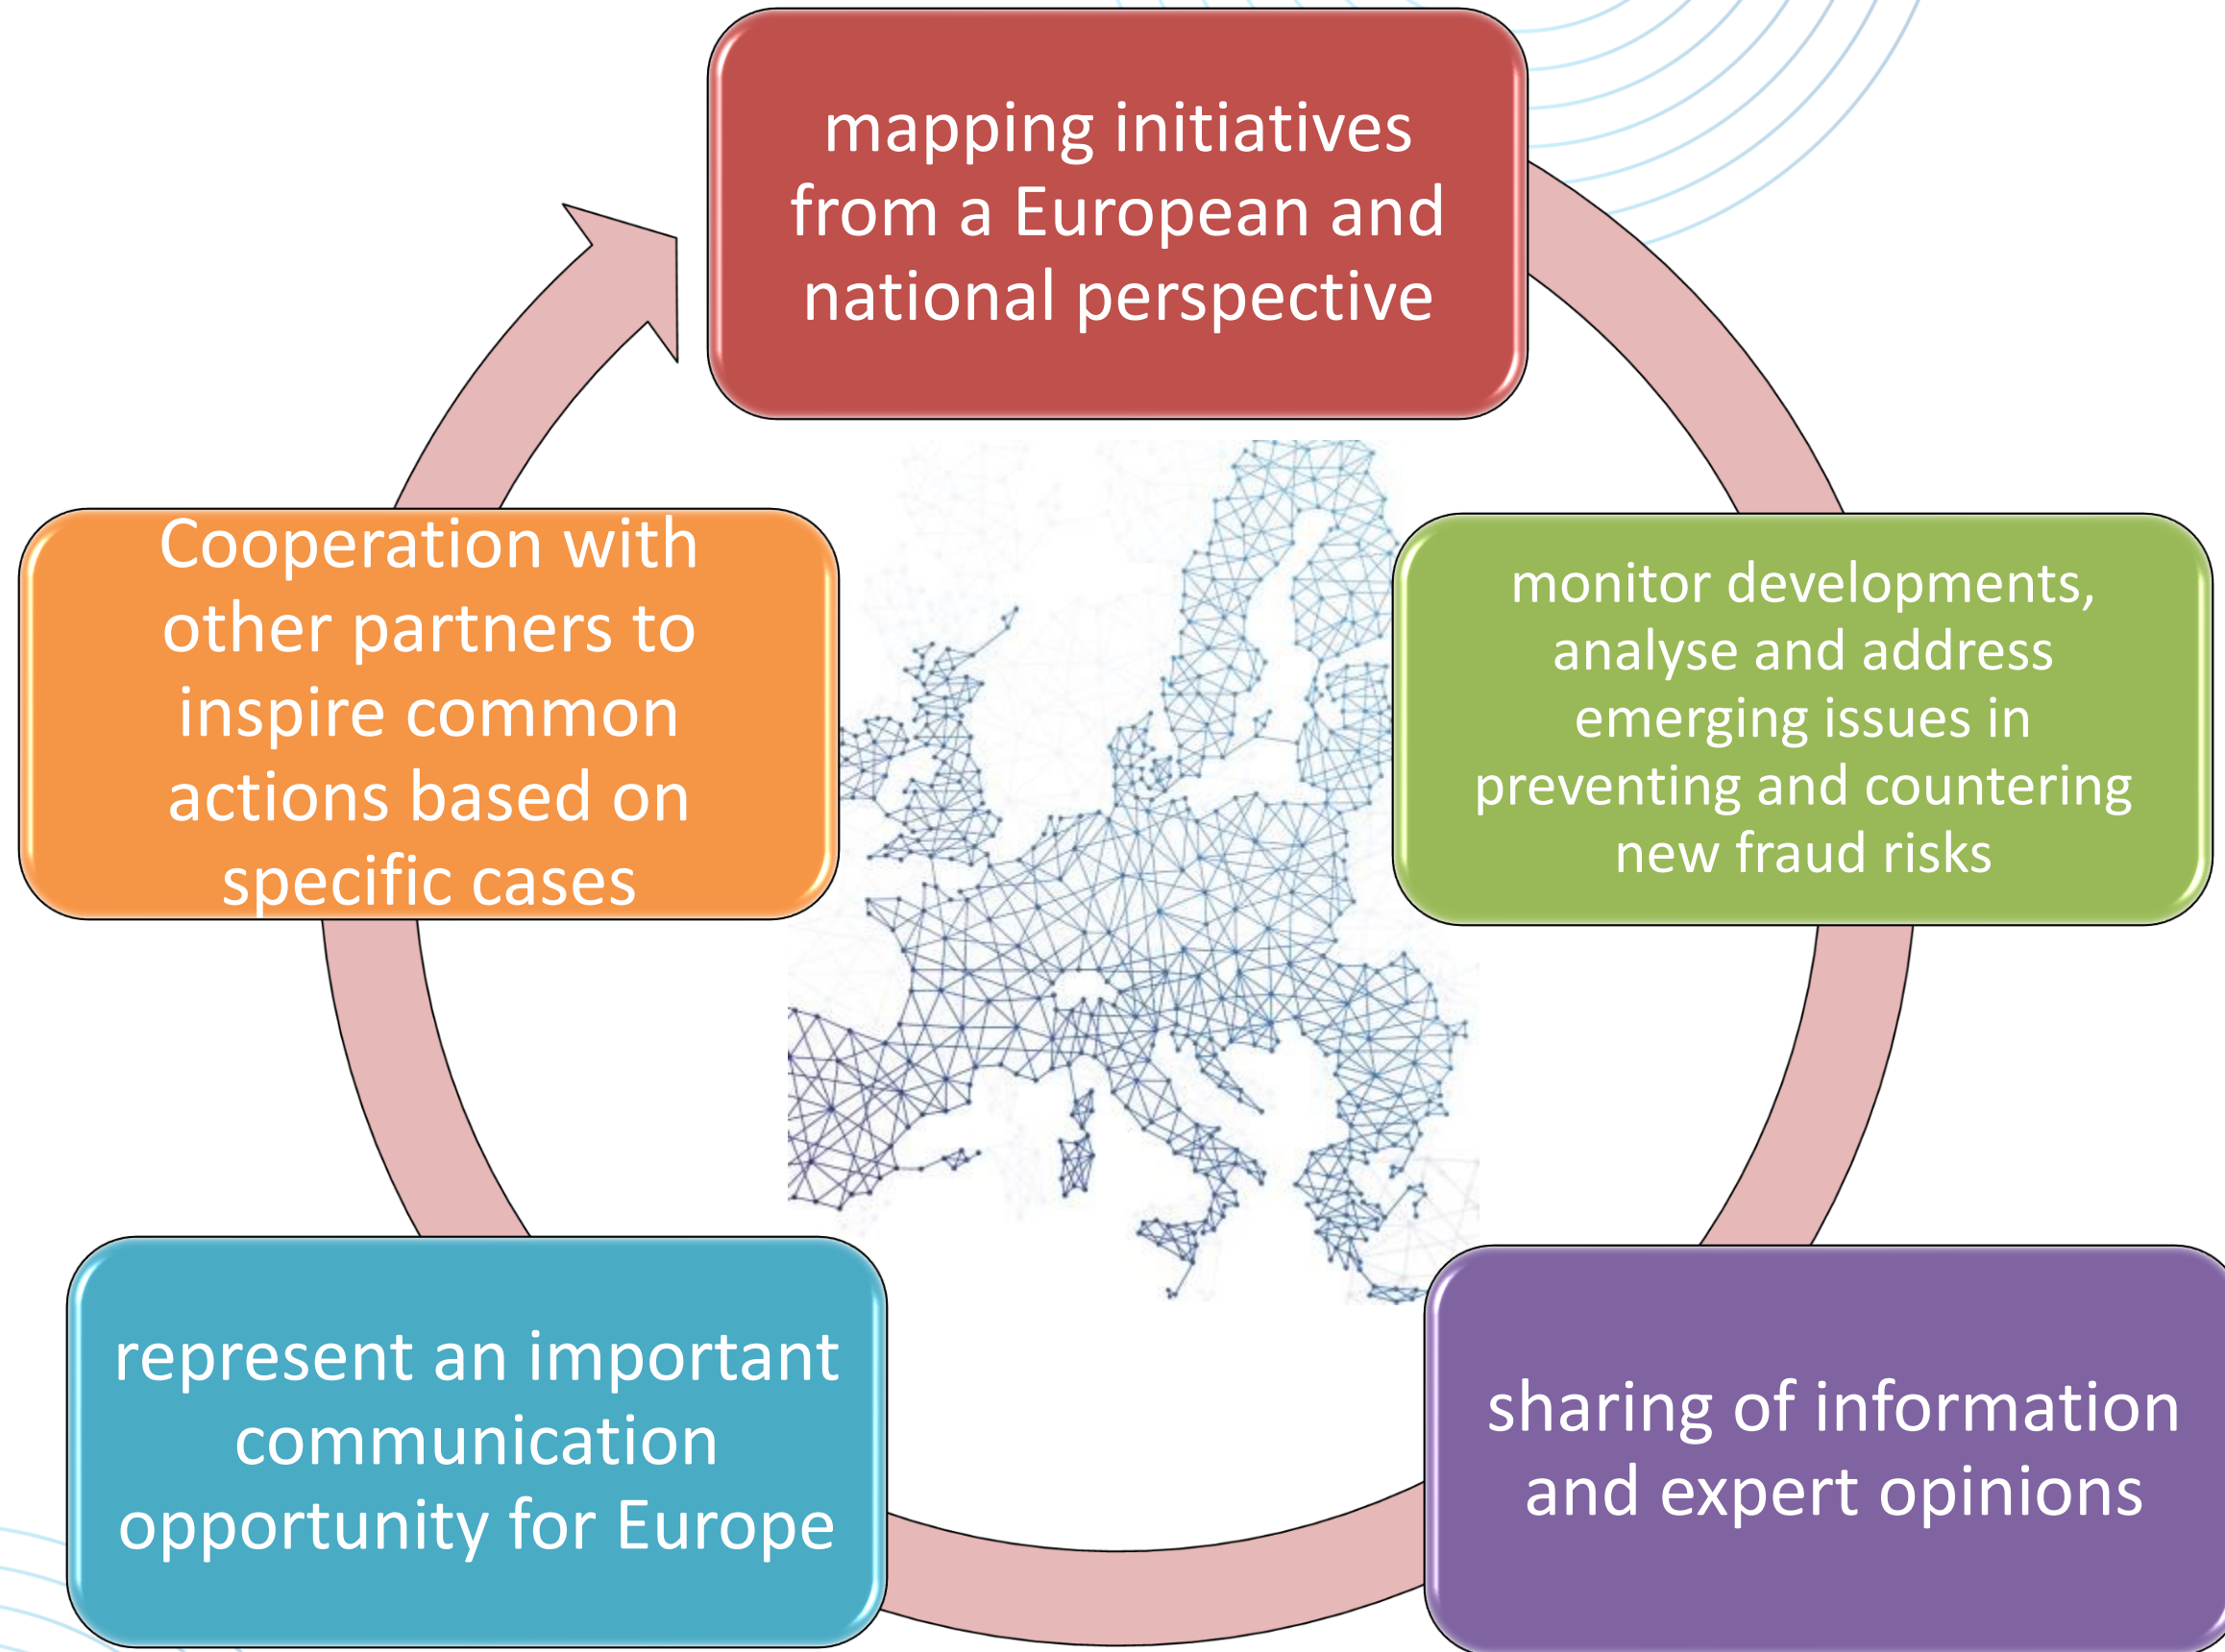 mapping initiatives
from a European and
national perspective
monitor developments,
analyse and address
emerging issues in
preventing and countering
new fraud risks
sharing of information
and expert opinions
represent an important
communication
opportunity for Europe
Cooperation with
other partners to
inspire common
actions based on
specific cases